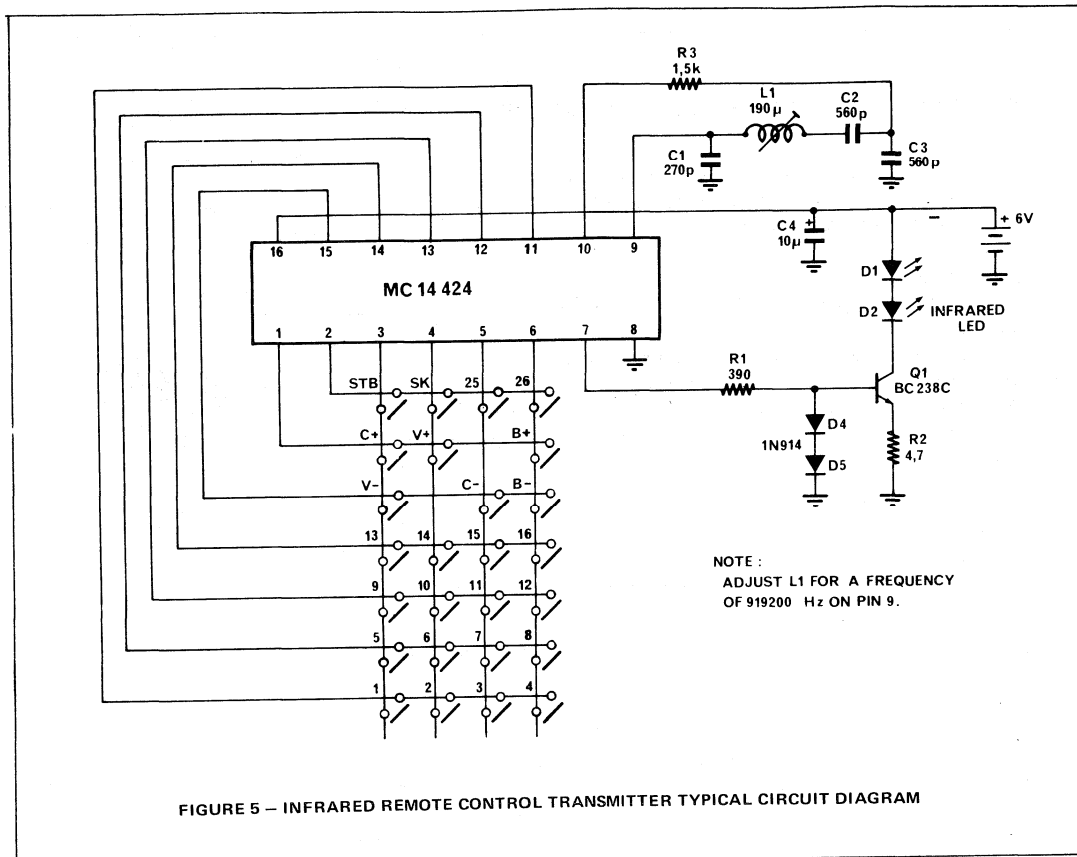 R3
1,5k
L1
190 µ
C2
560 p
C1
270p
C3
560 p
16 15 14 13 12 11 10 9
C4
10µ
+
−
+ 6V
MC 14 424
D1
D2
INFRARED
LED
1 2 3 4 5 6 7 8
R1
390
Q1
BC 238C
STB SK 25 26
D4
1N914
D5
R2
4,7
C+ V+ B+
V− C− B−
13 14 15 16
9 10 11 12
5 6 7 8
1 2 3 4
NOTE :
ADJUST L1 FOR A FREQUENCY
OF 919200 Hz ON PIN 9.
FIGURE 5 — INFRARED REMOTE CONTROL TRANSMITTER TYPICAL CIRCUIT DIAGRAM